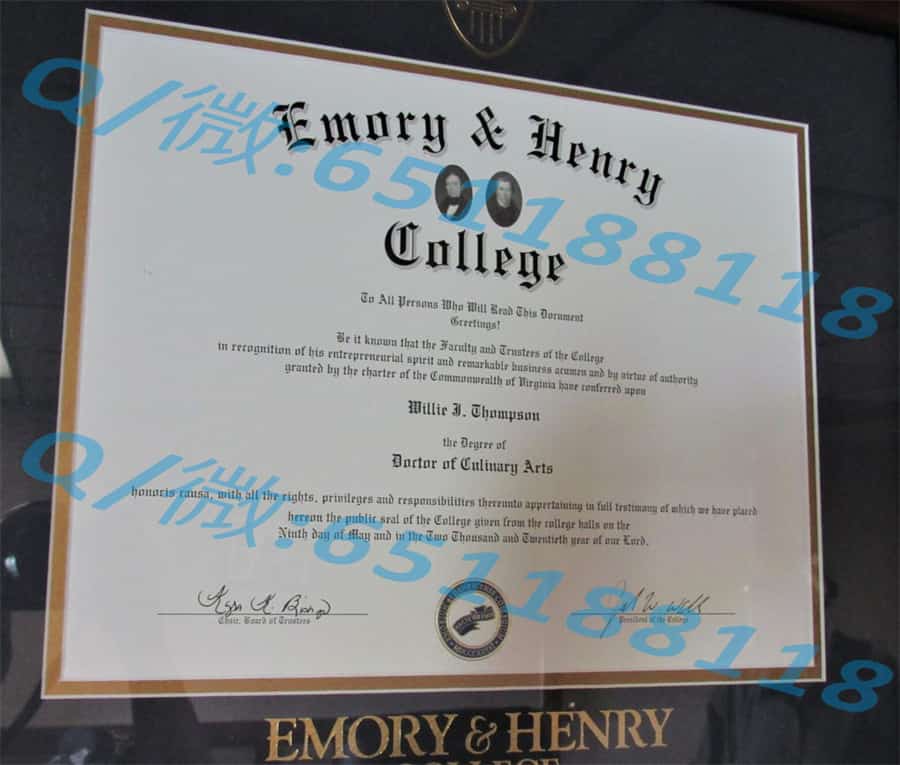 Emory & Henry
College
To All Persons Who Will Read This Document
Greetings!
Be it known that the Faculty and Trustees of the College
in recognition of his entrepreneurial spirit and remarkable business acumen and by virtue of authority
granted by the charter of the Commonwealth of Virginia have conferred upon
Willie J. Thompson
the Degree of
Doctor of Culinary Arts
honoris causa, with all the rights, privileges and responsibilities thereunto appertaining in full testimony of which we have placed
hereon the public seal of the College given from the college halls on the
Ninth day of May and in the Two Thousand and Twentieth year of our Lord.
Chair, Board of Trustees
President of the College
EMORY & HENRY
COLLEGE
Q/微:65118811 8
Q/微:65118811 8